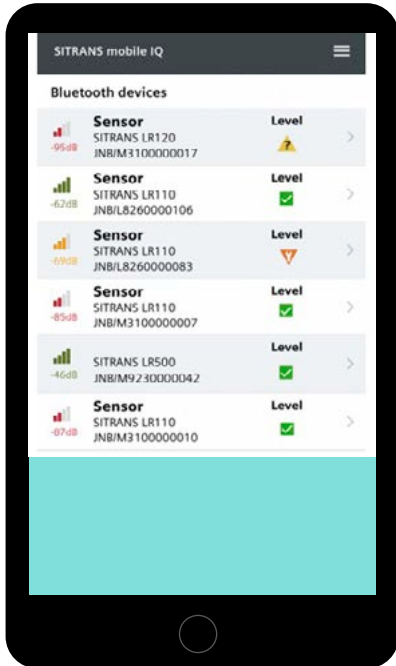 SITRANS mobile IQ
Bluetooth devices
Sensor Level
SITRANS LR120
-95dB
JNB/M3100000017
Sensor Level
SITRANS LR110
-62dB
JNB/L8260000106
Sensor Level
SITRANS LR110
-69dB
JNB/L8260000083
Sensor Level
SITRANS LR110
-85dB
JNB/M3100000007
Level
SITRANS LR500
-46dB
JNB/M9230000042
Sensor Level
SITRANS LR110
-87dB
JNB/M3100000010